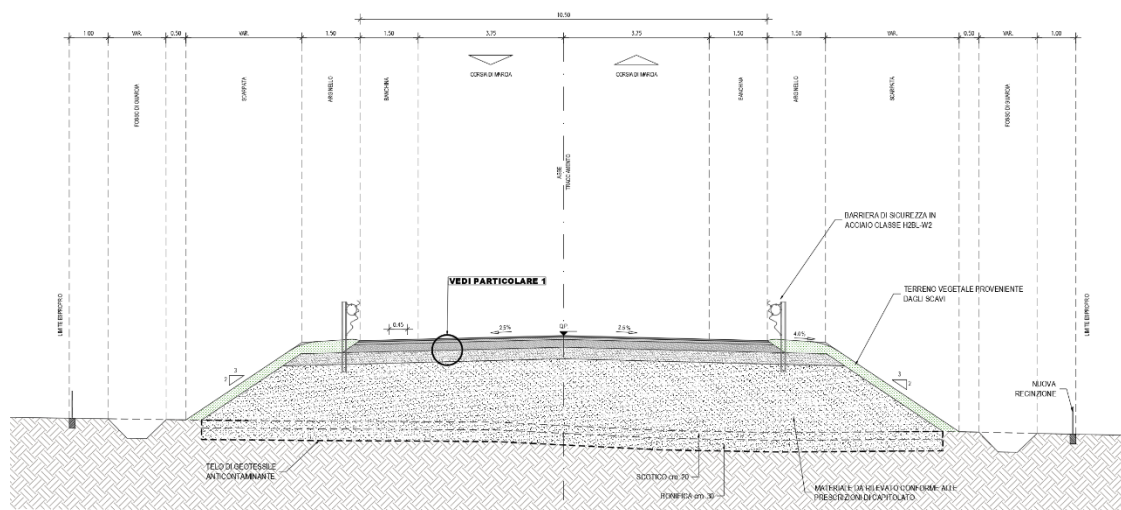 10.50
1.00
VAR.
0.50
VAR.
1.50
1.50
3.75
3.75
1.50
1.50
VAR.
0.50
VAR.
1.00
CORSIA DI MARCIA
CORSIA DI MARCIA
FOSSO DI GUARDIA
SCARPATA
ARGINELLO
BANCHINA
ASSE
TRACCIAMENTO
BANCHINA
ARGINELLO
SCARPATA
FOSSO DI GUARDIA
BARRIERA DI SICUREZZA IN
ACCIAIO CLASSE H2BL-W2
VEDI PARTICOLARE 1
TERRENO VEGETALE PROVENIENTE
DAGLI SCAVI
LIMITE ESPROPRIO
LIMITE ESPROPRIO
0.45
2.5%
Q.P.
2.5%
4.0%
3
2
3
2
NUOVA
RECINZIONE
TELO DI GEOTESSILE
ANTICONTAMINANTE
SCOTICO cm. 20
BONIFICA cm. 30
MATERIALE DA RILEVATO CONFORME ALLE
PRESCRIZIONI DI CAPITOLATO